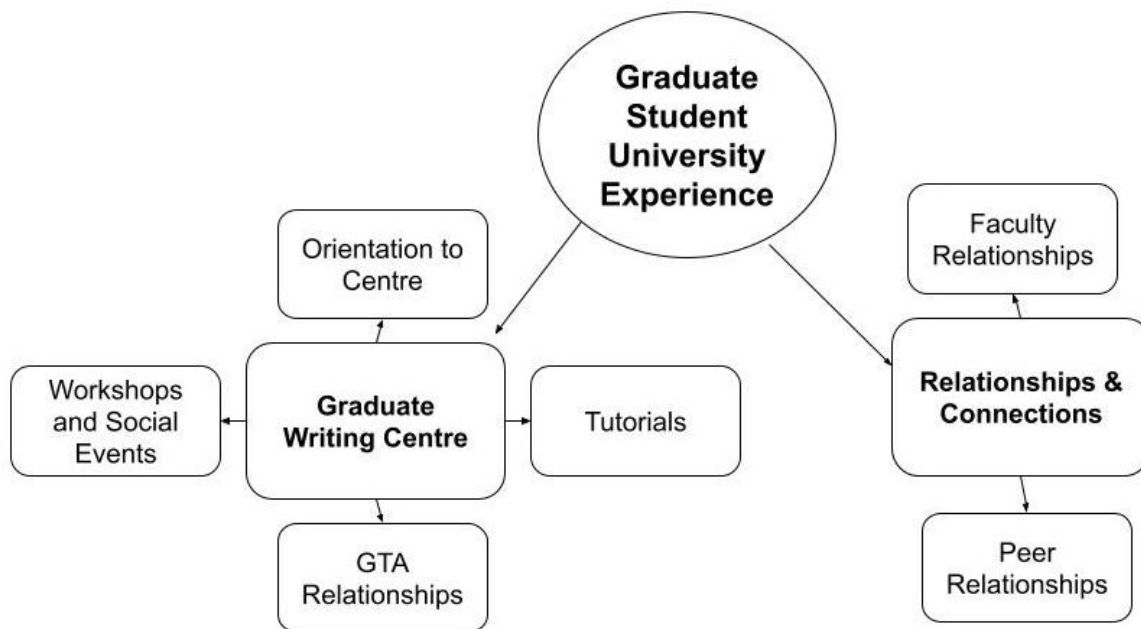 Graduate
Student
University
Experience
Orientation to
Centre
Faculty
Relationships
Workshops
and Social
Events
Graduate
Writing Centre
Tutorials
Relationships &
Connections
GTA
Relationships
Peer
Relationships